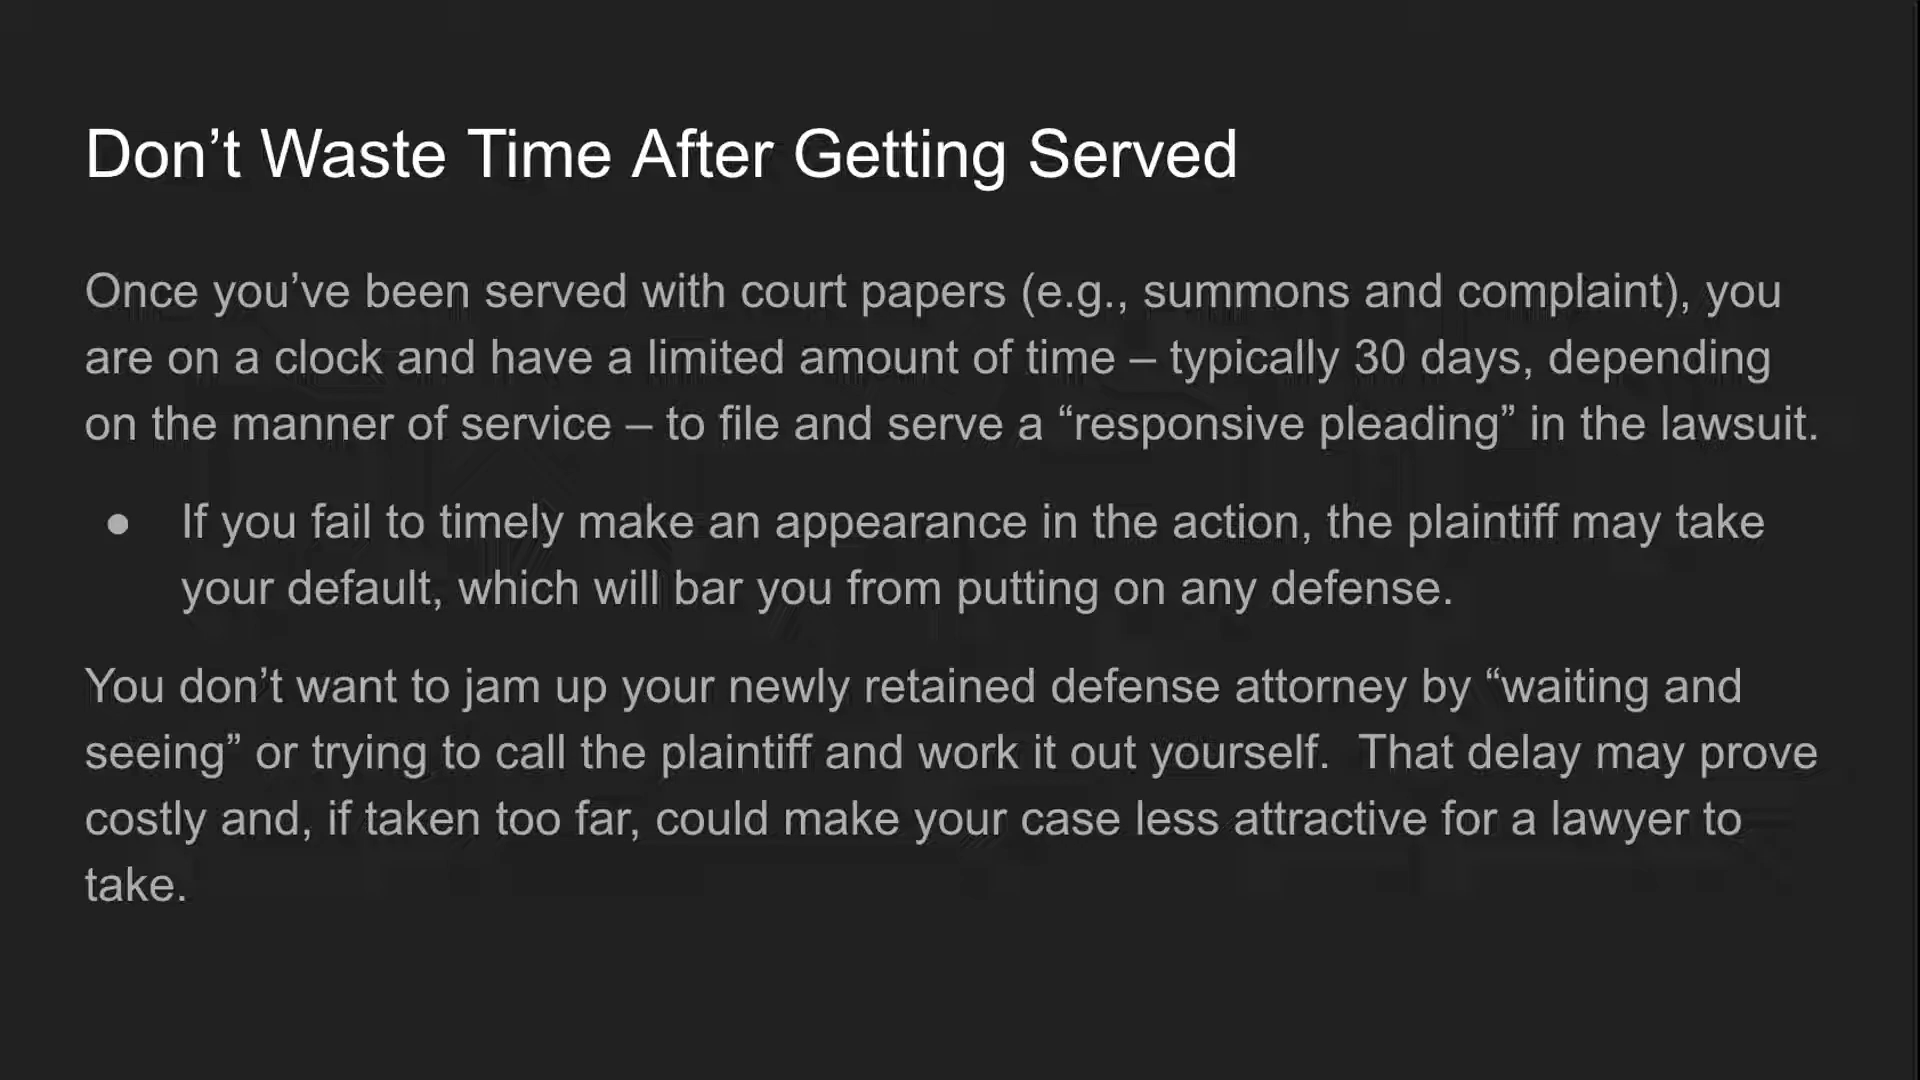 Don’t Waste Time After Getting Served
Once you’ve been served with court papers (e.g., summons and complaint), you
are on a clock and have a limited amount of time – typically 30 days, depending
on the manner of service – to file and serve a “responsive pleading” in the lawsuit.
● If you fail to timely make an appearance in the action, the plaintiff may take
your default, which will bar you from putting on any defense.
You don’t want to jam up your newly retained defense attorney by “waiting and
seeing” or trying to call the plaintiff and work it out yourself.  That delay may prove
costly and, if taken too far, could make your case less attractive for a lawyer to
take.